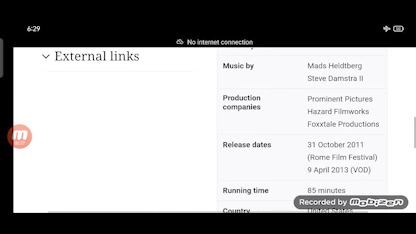 6:29
No internet connection
External links
Music by
Mads Heldtberg
Steve Damstra II
Production
companies
Prominent Pictures
Hazard Filmworks
Foxxtale Productions
Release dates
31 October 2011
(Rome Film Festival)
9 April 2013 (VOD)
Running time
85 minutes
Country
United States
Recorded by MOBIZEN